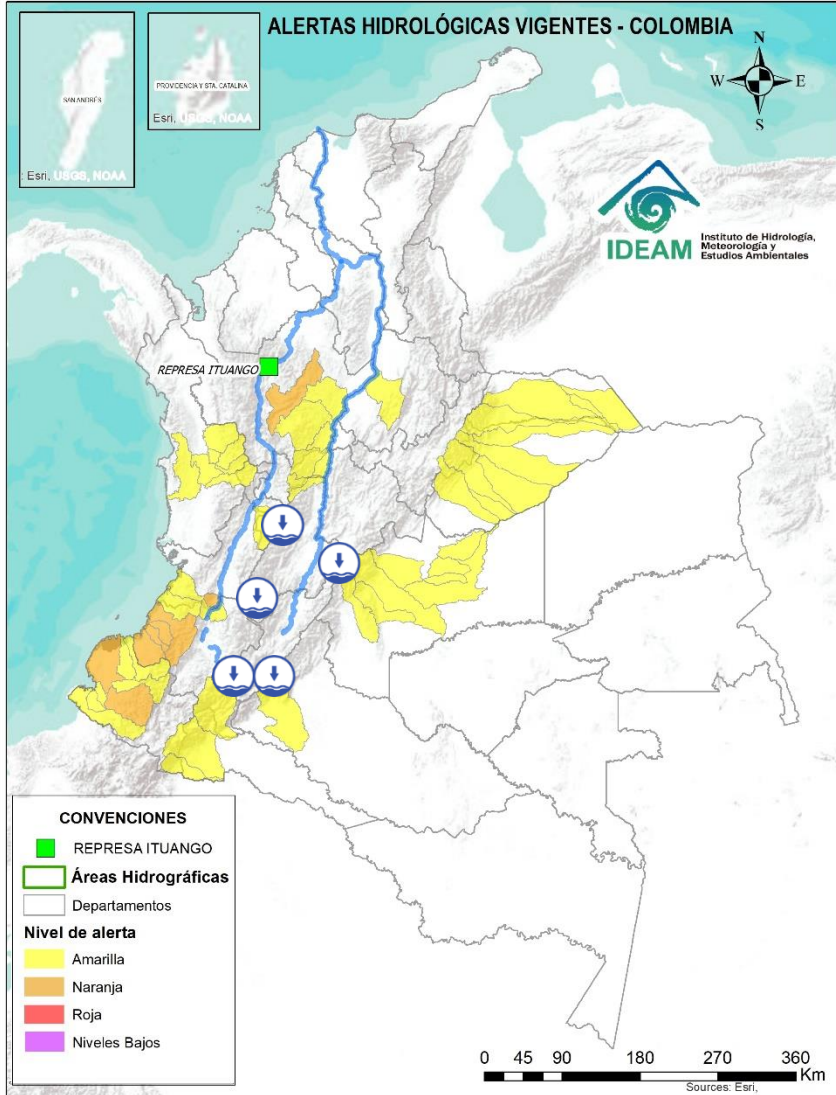 ALERTAS HIDROLÓGICAS VIGENTES - COLOMBIA
SAN ANDRÉS
Esri, USGS, NOAA
PROVIDENCIA Y STA. CATALINA
Esri, USGS, NOAA
N
W
E
S
IDEAM
Instituto de Hidrología,
Meteorología y
Estudios Ambientales
REPRESA ITUANGO
CONVENCIONES
REPRESA ITUANGO
Áreas Hidrográficas
Departamentos
Nivel de alerta
Amarilla
Naranja
Roja
Niveles Bajos
0 45 90 180 270 360
Km
Sources: Esri,